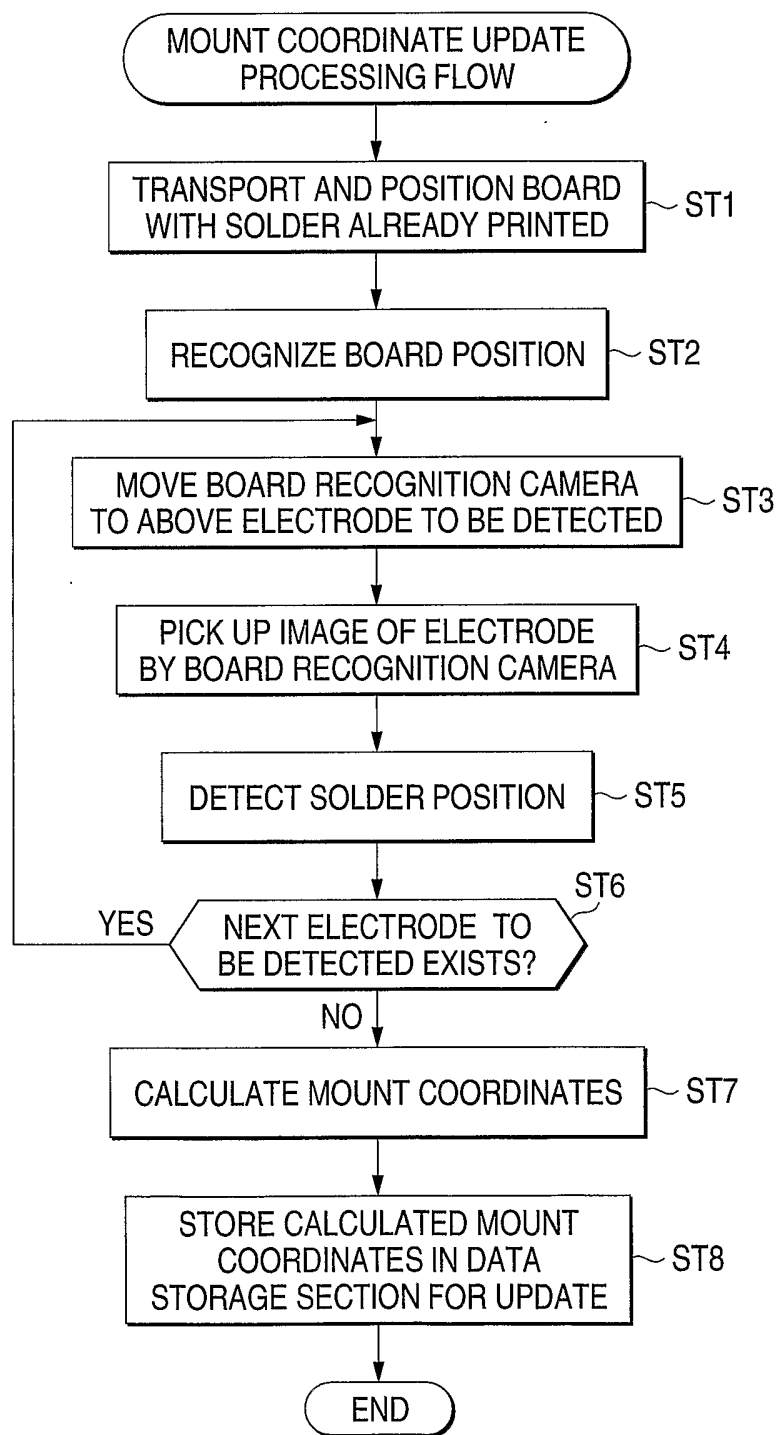 MOUNT COORDINATE UPDATE
PROCESSING FLOW
TRANSPORT AND POSITION BOARD
WITH SOLDER ALREADY PRINTED
ST1
RECOGNIZE BOARD POSITION
ST2
MOVE BOARD RECOGNITION CAMERA
TO ABOVE ELECTRODE TO BE DETECTED
ST3
PICK UP IMAGE OF ELECTRODE
BY BOARD RECOGNITION CAMERA
ST4
DETECT SOLDER POSITION
ST5
ST6
YES
NEXT ELECTRODE TO
BE DETECTED EXISTS?
NO
CALCULATE MOUNT COORDINATES
ST7
STORE CALCULATED MOUNT
COORDINATES IN DATA
STORAGE SECTION FOR UPDATE
ST8
END